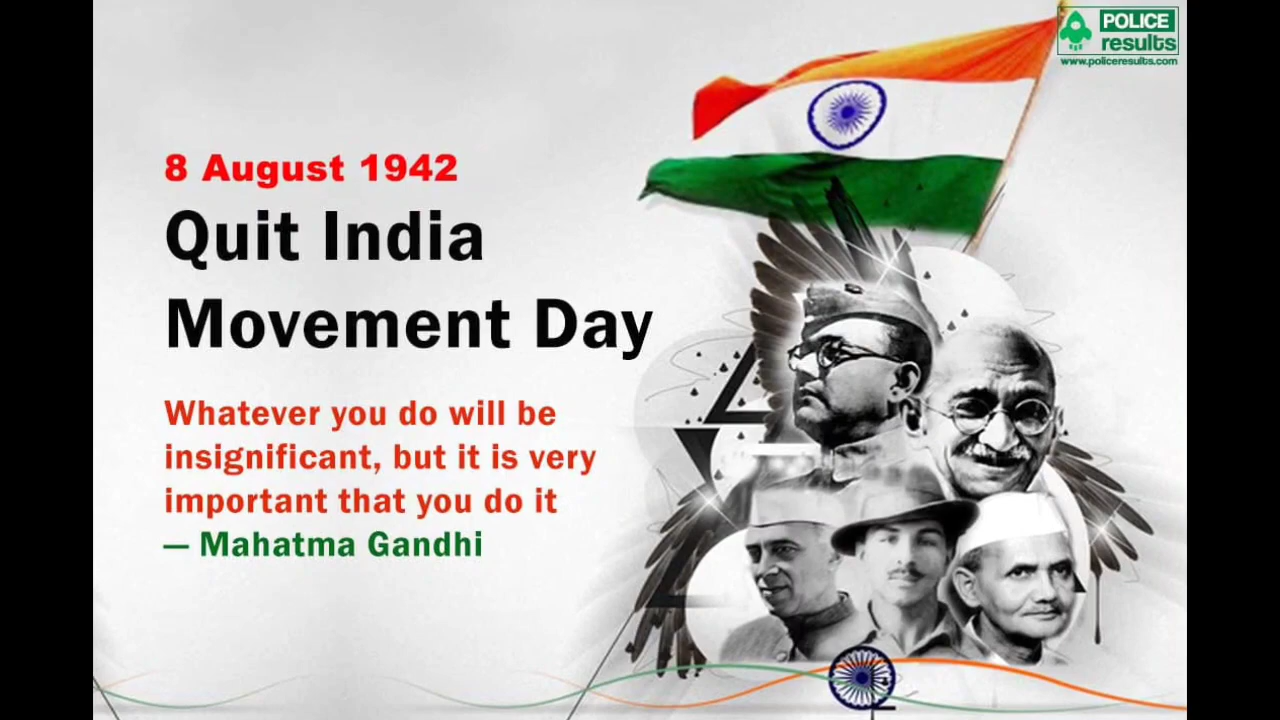 POLICE
results
www.policeresults.com
8 August 1942
Quit India
Movement Day
Whatever you do will be
insignificant, but it is very
important that you do it
— Mahatma Gandhi